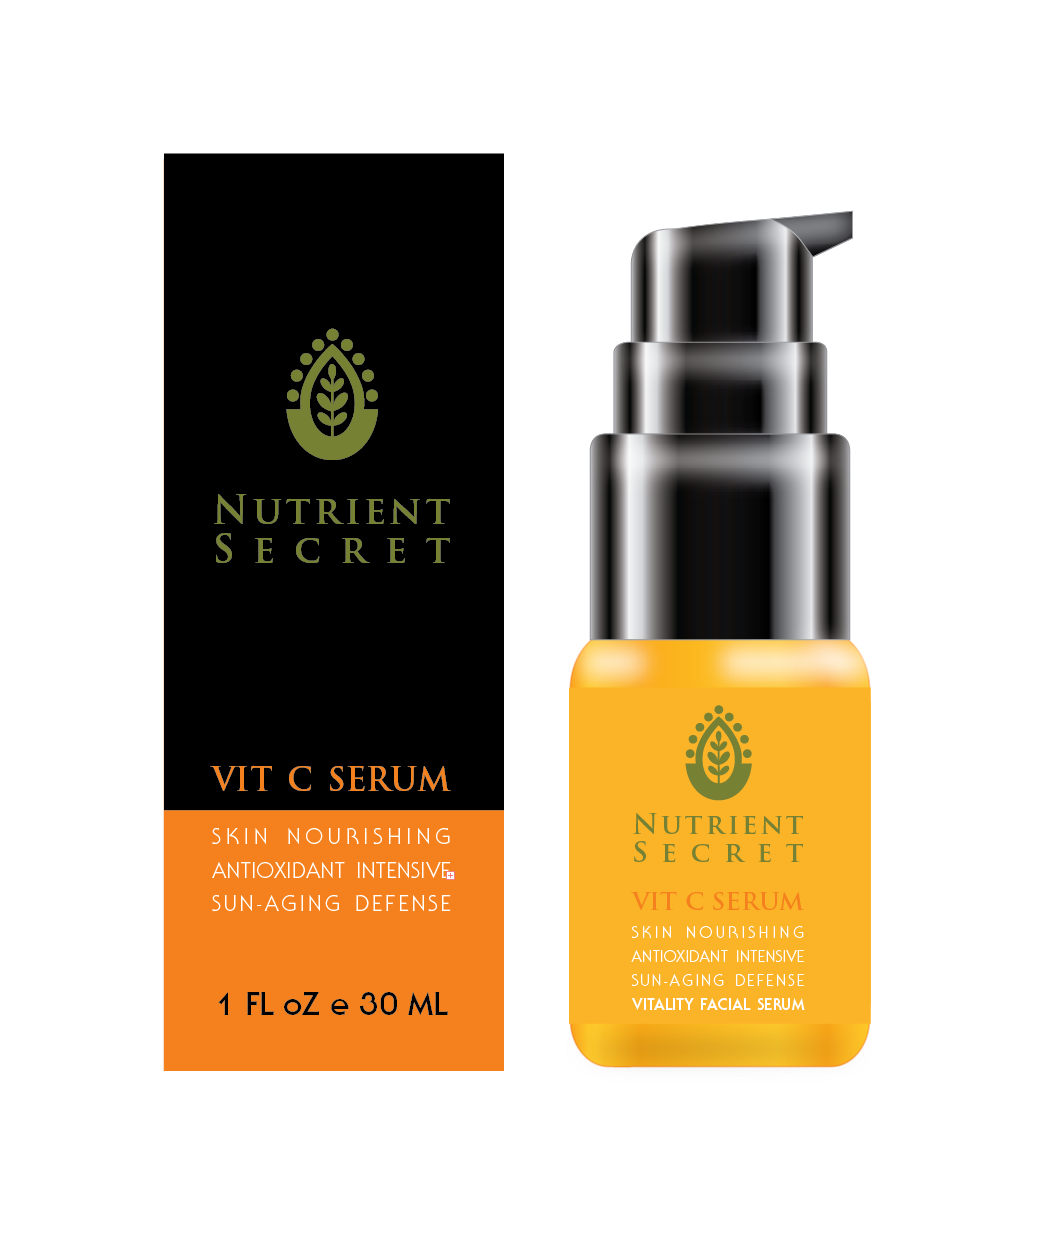 NUTRIENT
SECRET
VIT C SERUM
SKIN NOURISHING
ANTIOXIDANT INTENSIVE
SUN-AGING DEFENSE
1 FL oZ e 30 ML
NUTRIENT
SECRET
VIT C SERUM
SKIN NOURISHING
ANTIOXIDANT INTENSIVE
SUN-AGING DEFENSE
VITALITY FACIAL SERUM